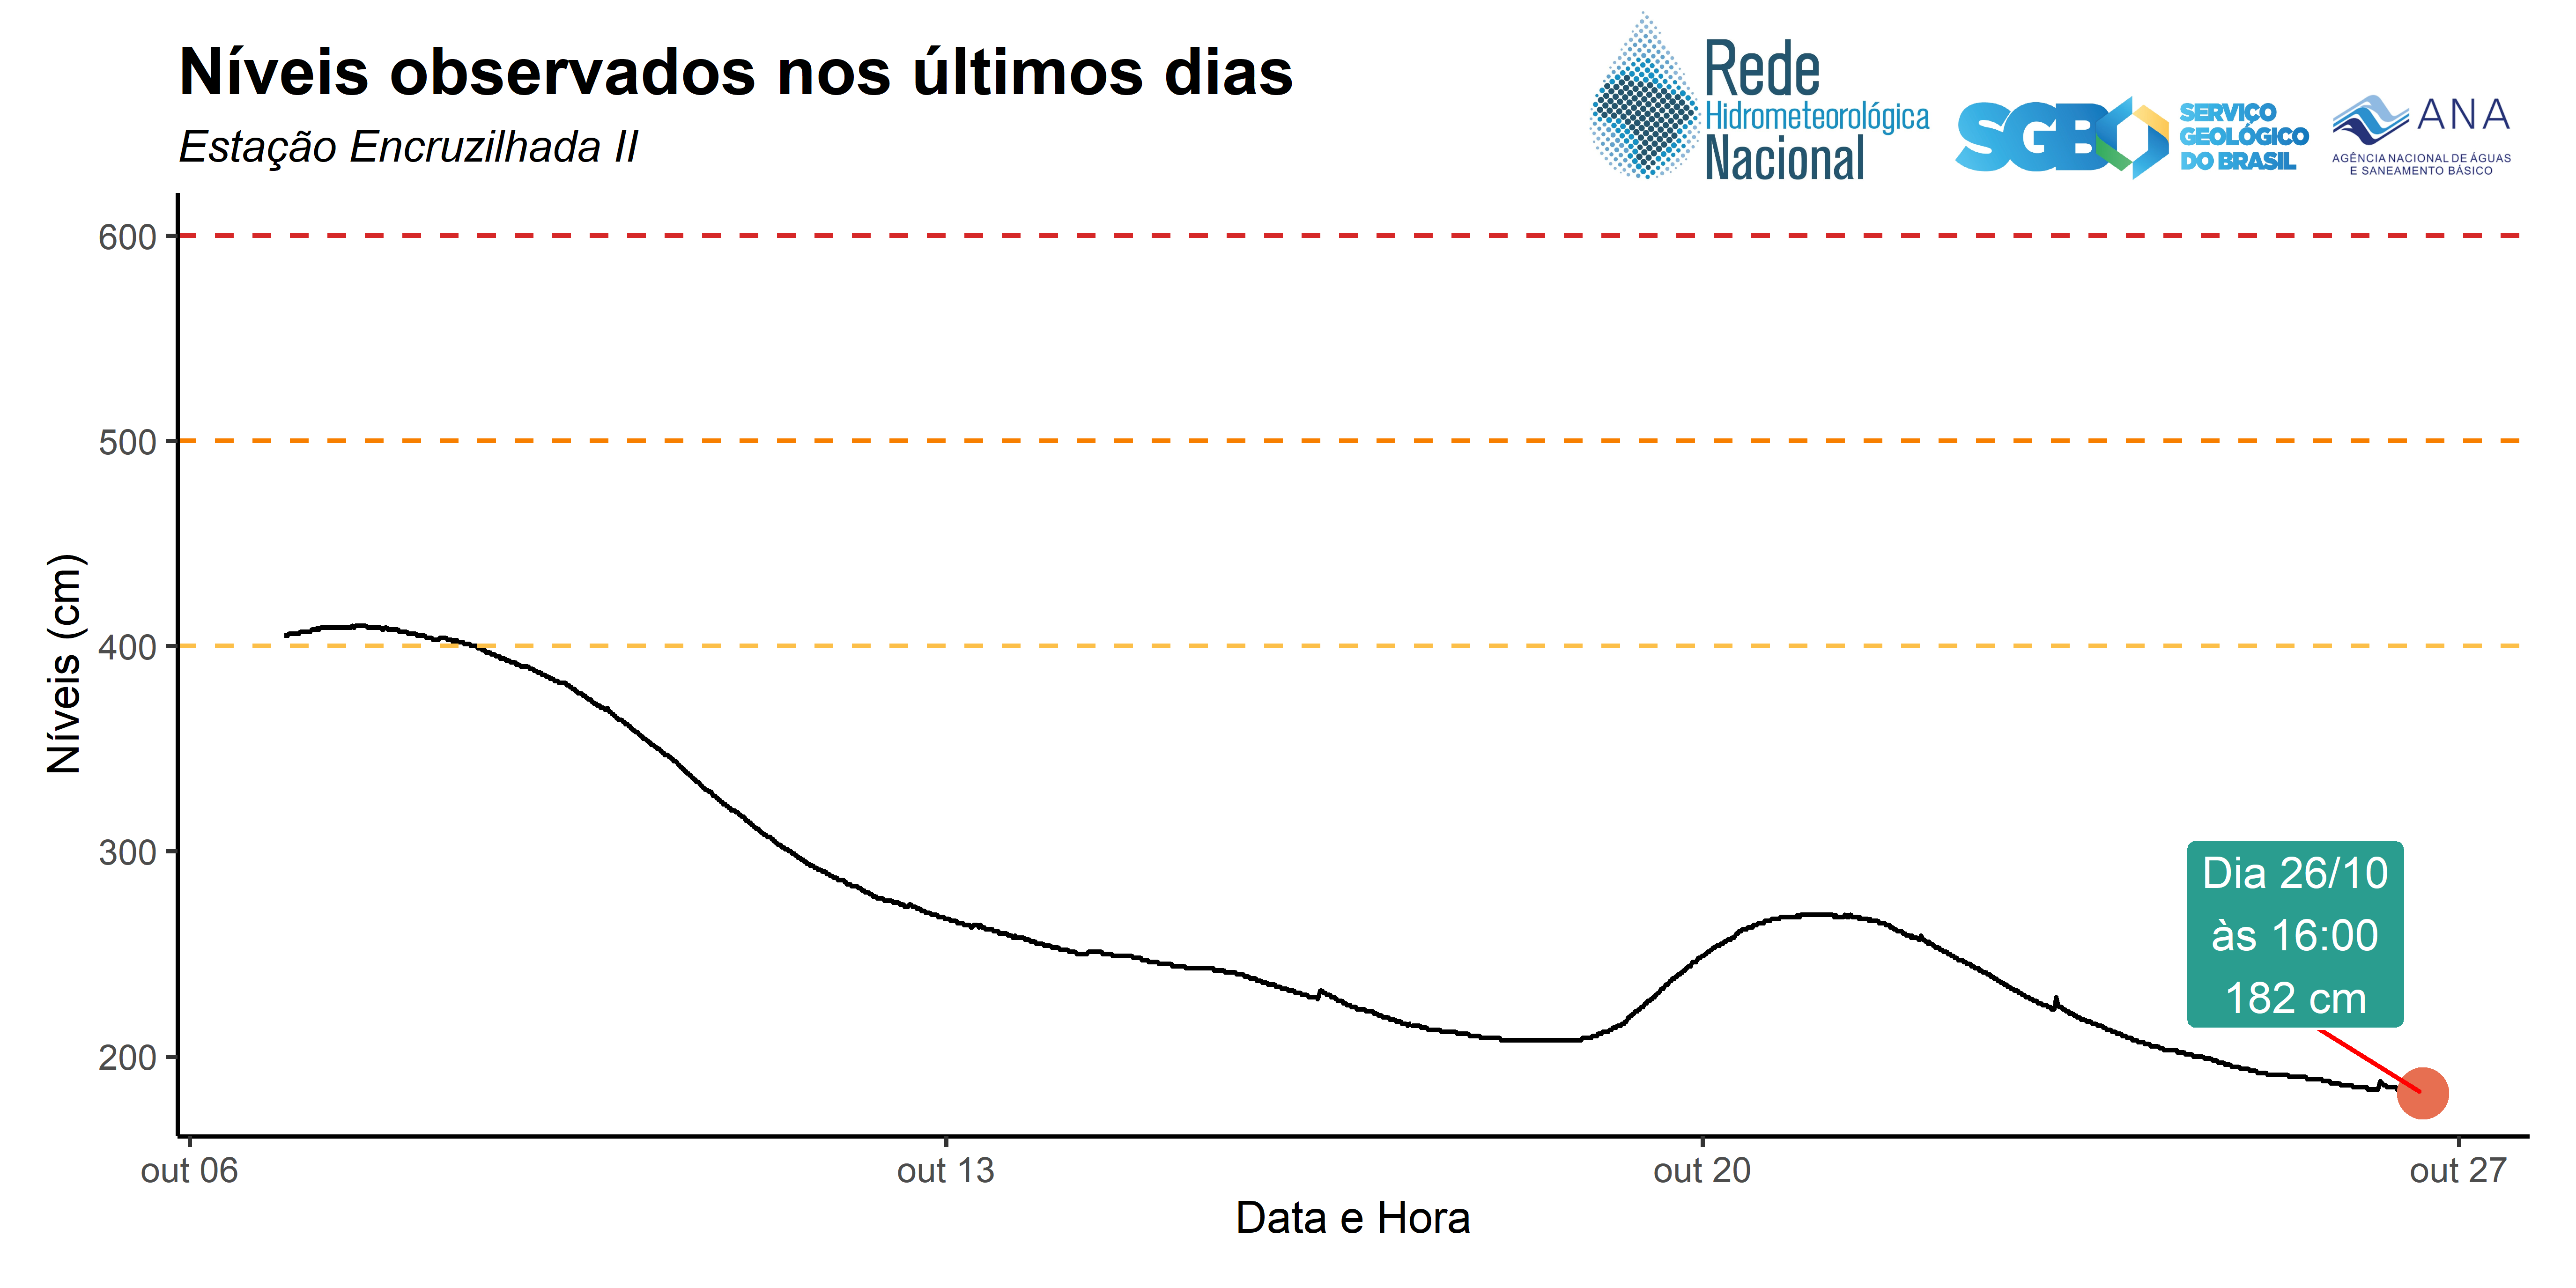 Níveis observados nos últimos dias
Estação Encruzilhada II
Rede
Hidrometeorológica
Nacional
SGB
SERVIÇO
GEOLÓGICO
DO BRASIL
ANA
AGÊNCIA NACIONAL DE ÁGUAS
E SANEAMENTO BÁSICO
Níveis (cm)
600
500
400
300
200
Dia 26/10
às 16:00
182 cm
out 06
out 13
out 20
out 27
Data e Hora